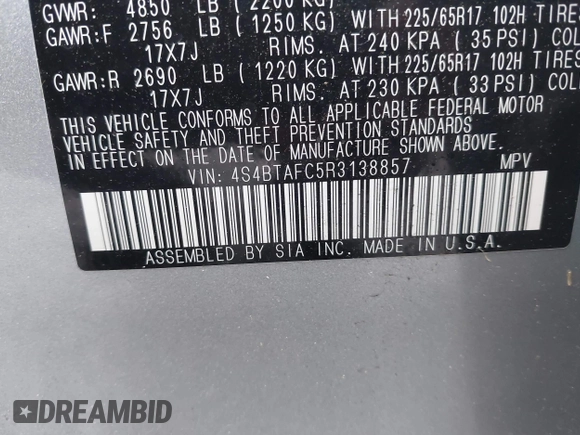 GVWR: 4850 LB (2200 KG)
GAWR:F 2756 LB (1250 KG) WITH 225/65R17 102H TIRES
17X7J RIMS. AT 240 KPA (35 PSI) COL
GAWR:R 2690 LB (1220 KG) WITH 225/65R17 102H TIRES
17X7J RIMS. AT 230 KPA (33 PSI) COL
THIS VEHICLE CONFORMS TO ALL APPLICABLE FEDERAL MOTOR
VEHICLE SAFETY AND THEFT PREVENTION STANDARDS
IN EFFECT ON THE DATE OF MANUFACTURE SHOWN ABOVE.
VIN: 4S4BTAFC5R3138857 MPV
ASSEMBLED BY SIA INC. MADE IN U.S.A.
DREAMBID